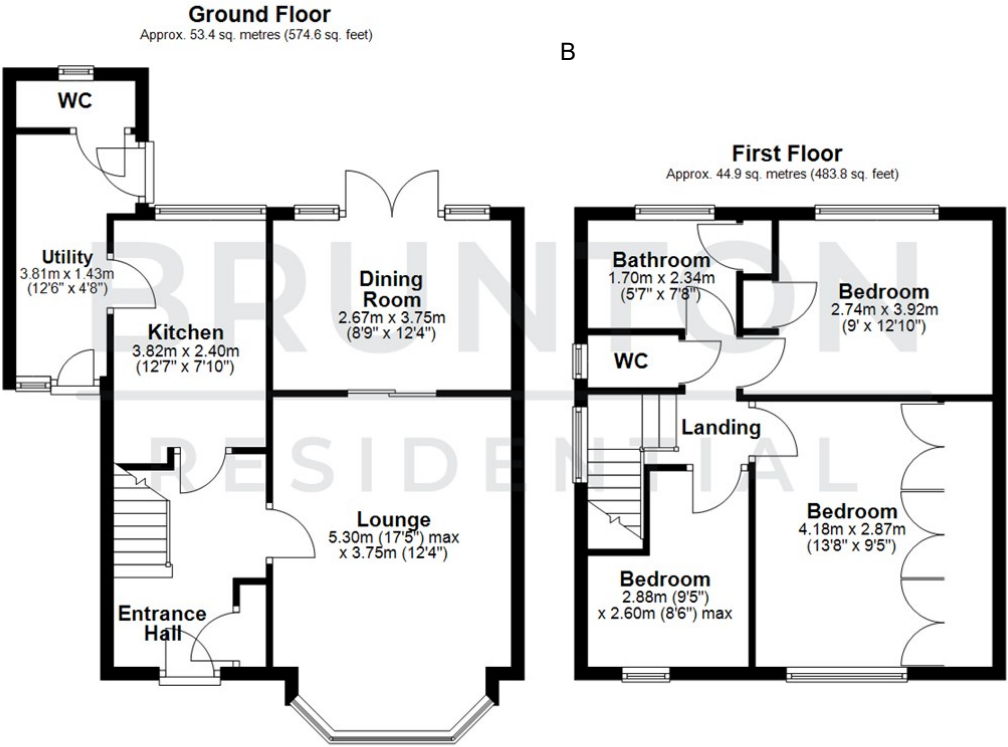 Ground Floor
Approx. 53.4 sq. metres (574.6 sq. feet)
B
WC
First Floor
Approx. 44.9 sq. metres (483.8 sq. feet)
BRUNTON
RESIDENTIAL
Utility
3.81m x 1.43m
(12'6" x 4'8")
Kitchen
3.82m x 2.40m
(12'7" x 7'10")
Dining
Room
2.67m x 3.75m
(8'9" x 12'4")
Lounge
5.30m (17'5") max
x 3.75m (12'4")
Entrance
Hall
Bathroom
1.70m x 2.34m
(5'7" x 7'8")
Bedroom
2.74m x 3.92m
(9' x 12'10")
WC
Landing
Bedroom
4.18m x 2.87m
(13'8" x 9'5")
Bedroom
2.88m (9'5")
x 2.60m (8'6") max